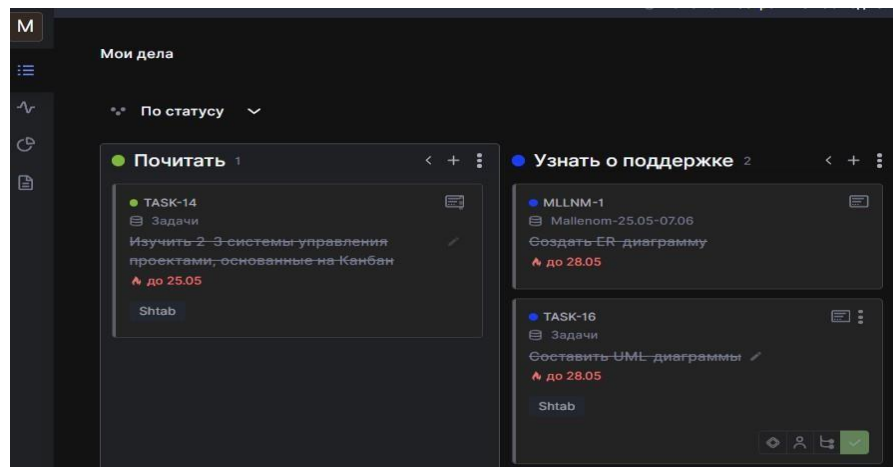 M
Мои дела
По статусу
Почитать 1
TASK-14
Задачи
Изучить 2-3 системы управления
проектами, основанные на Канбан
до 25.05
Shtab
Узнать о поддержке 2
MLLNM-1
Mallenom-25.05-07.06
Создать ER-диаграмму
до 28.05
TASK-16
Задачи
Составить UML-диаграммы
до 28.05
Shtab